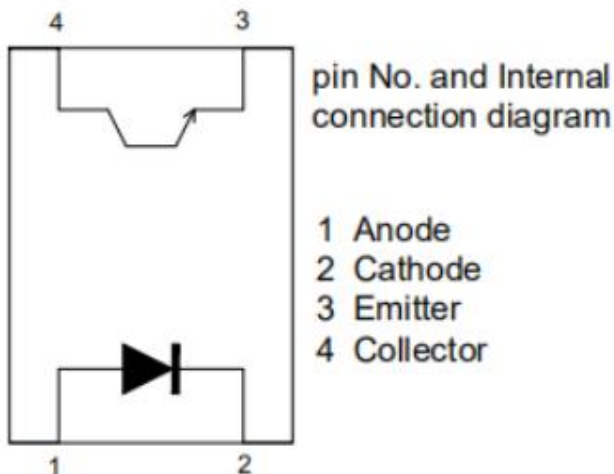 4 3
pin No. and Internal
connection diagram
1 Anode
2 Cathode
3 Emitter
4 Collector
1 2